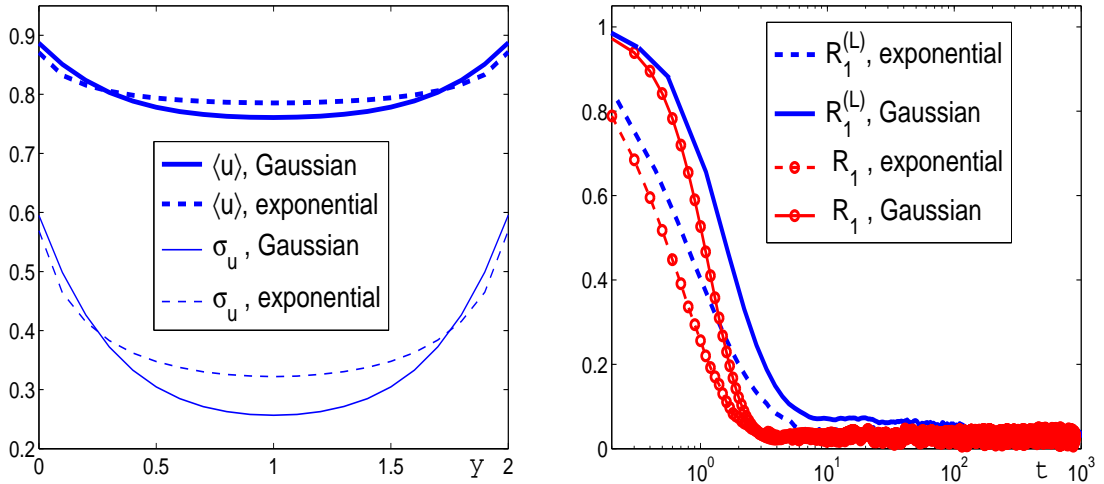 0.9
0.8
0.7
0.6
0.5
0.4
0.3
0.2
0
0.5
1
1.5
y
2
⟨u⟩, Gaussian
⟨u⟩, exponential
σ_u , Gaussian
σ_u , exponential
1
0.8
0.6
0.4
0.2
0
10^0
10^1
10^2
t
10^3
R_1^(L), exponential
R_1^(L), Gaussian
R_1 , exponential
R_1 , Gaussian